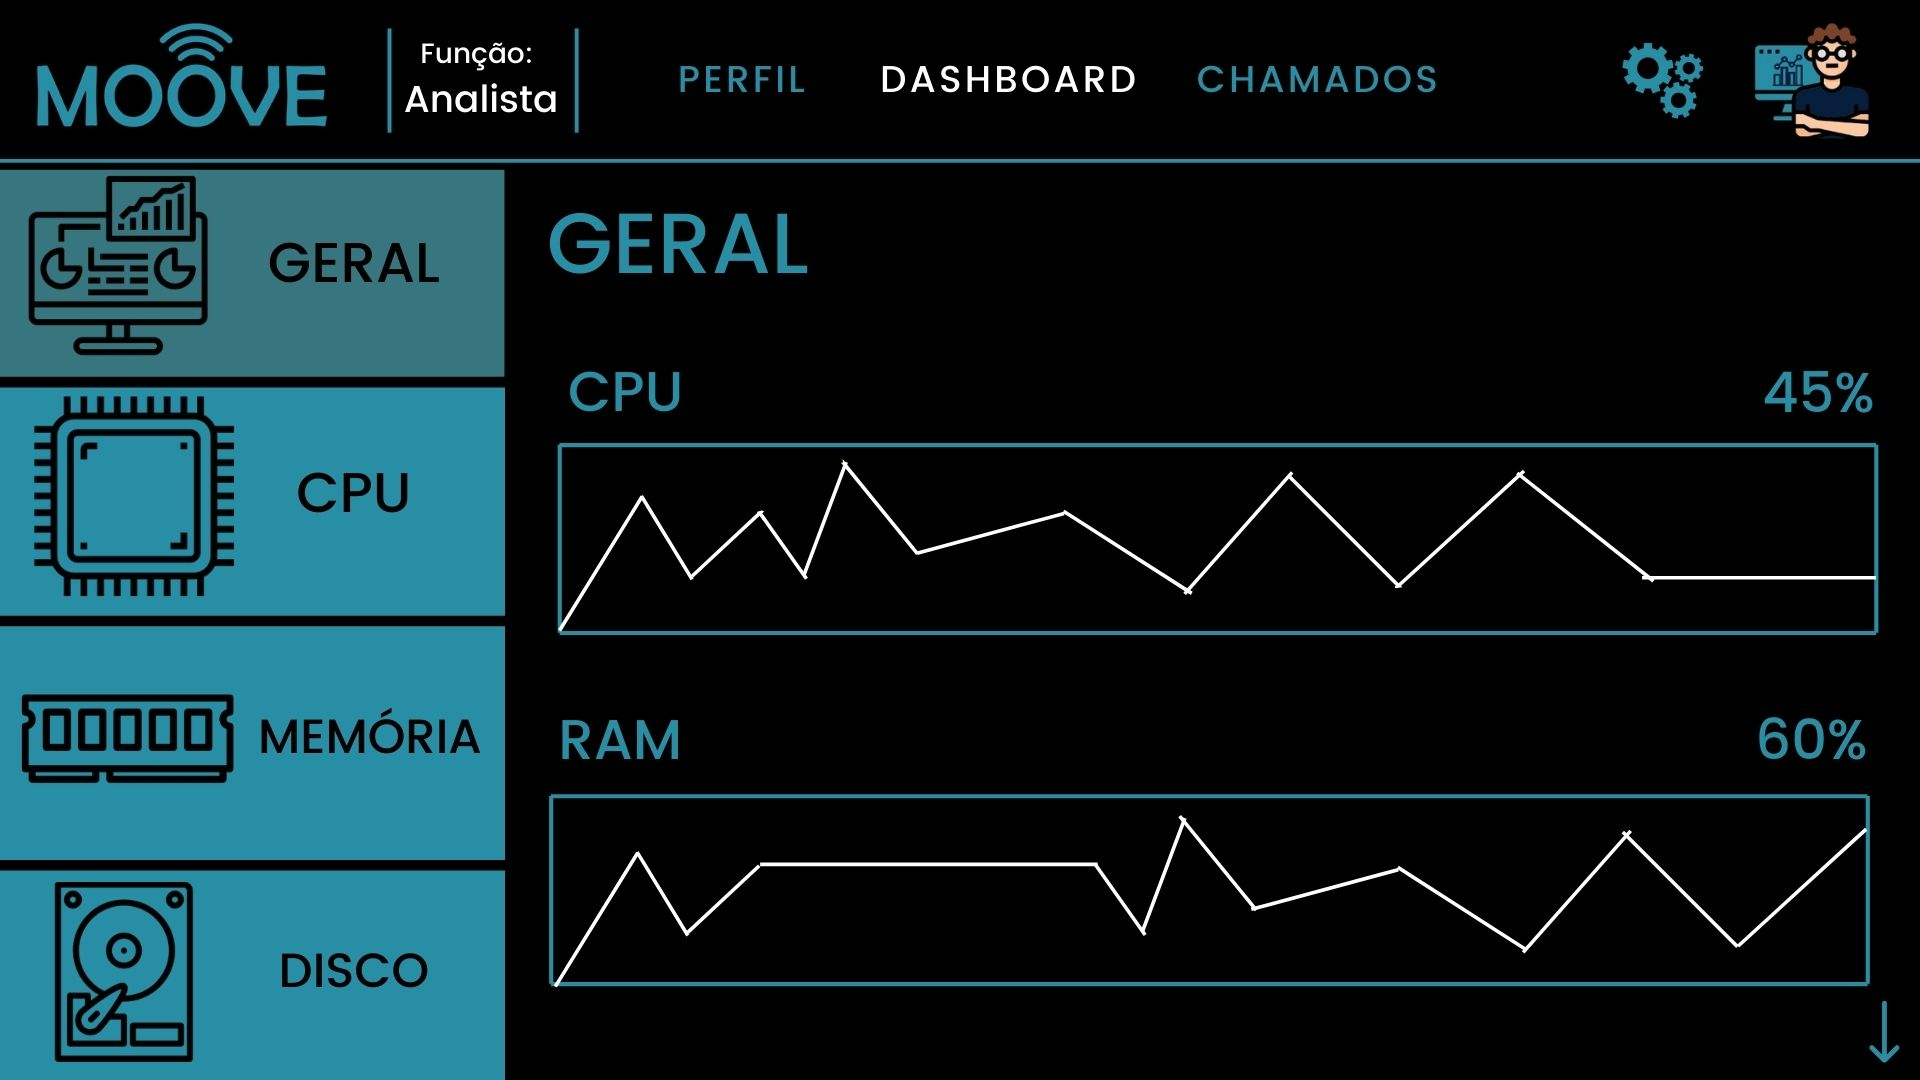 MOOVE
Função:
Analista
PERFIL
DASHBOARD
CHAMADOS
GERAL
CPU
MEMÓRIA
DISCO
GERAL
CPU
45%
RAM
60%